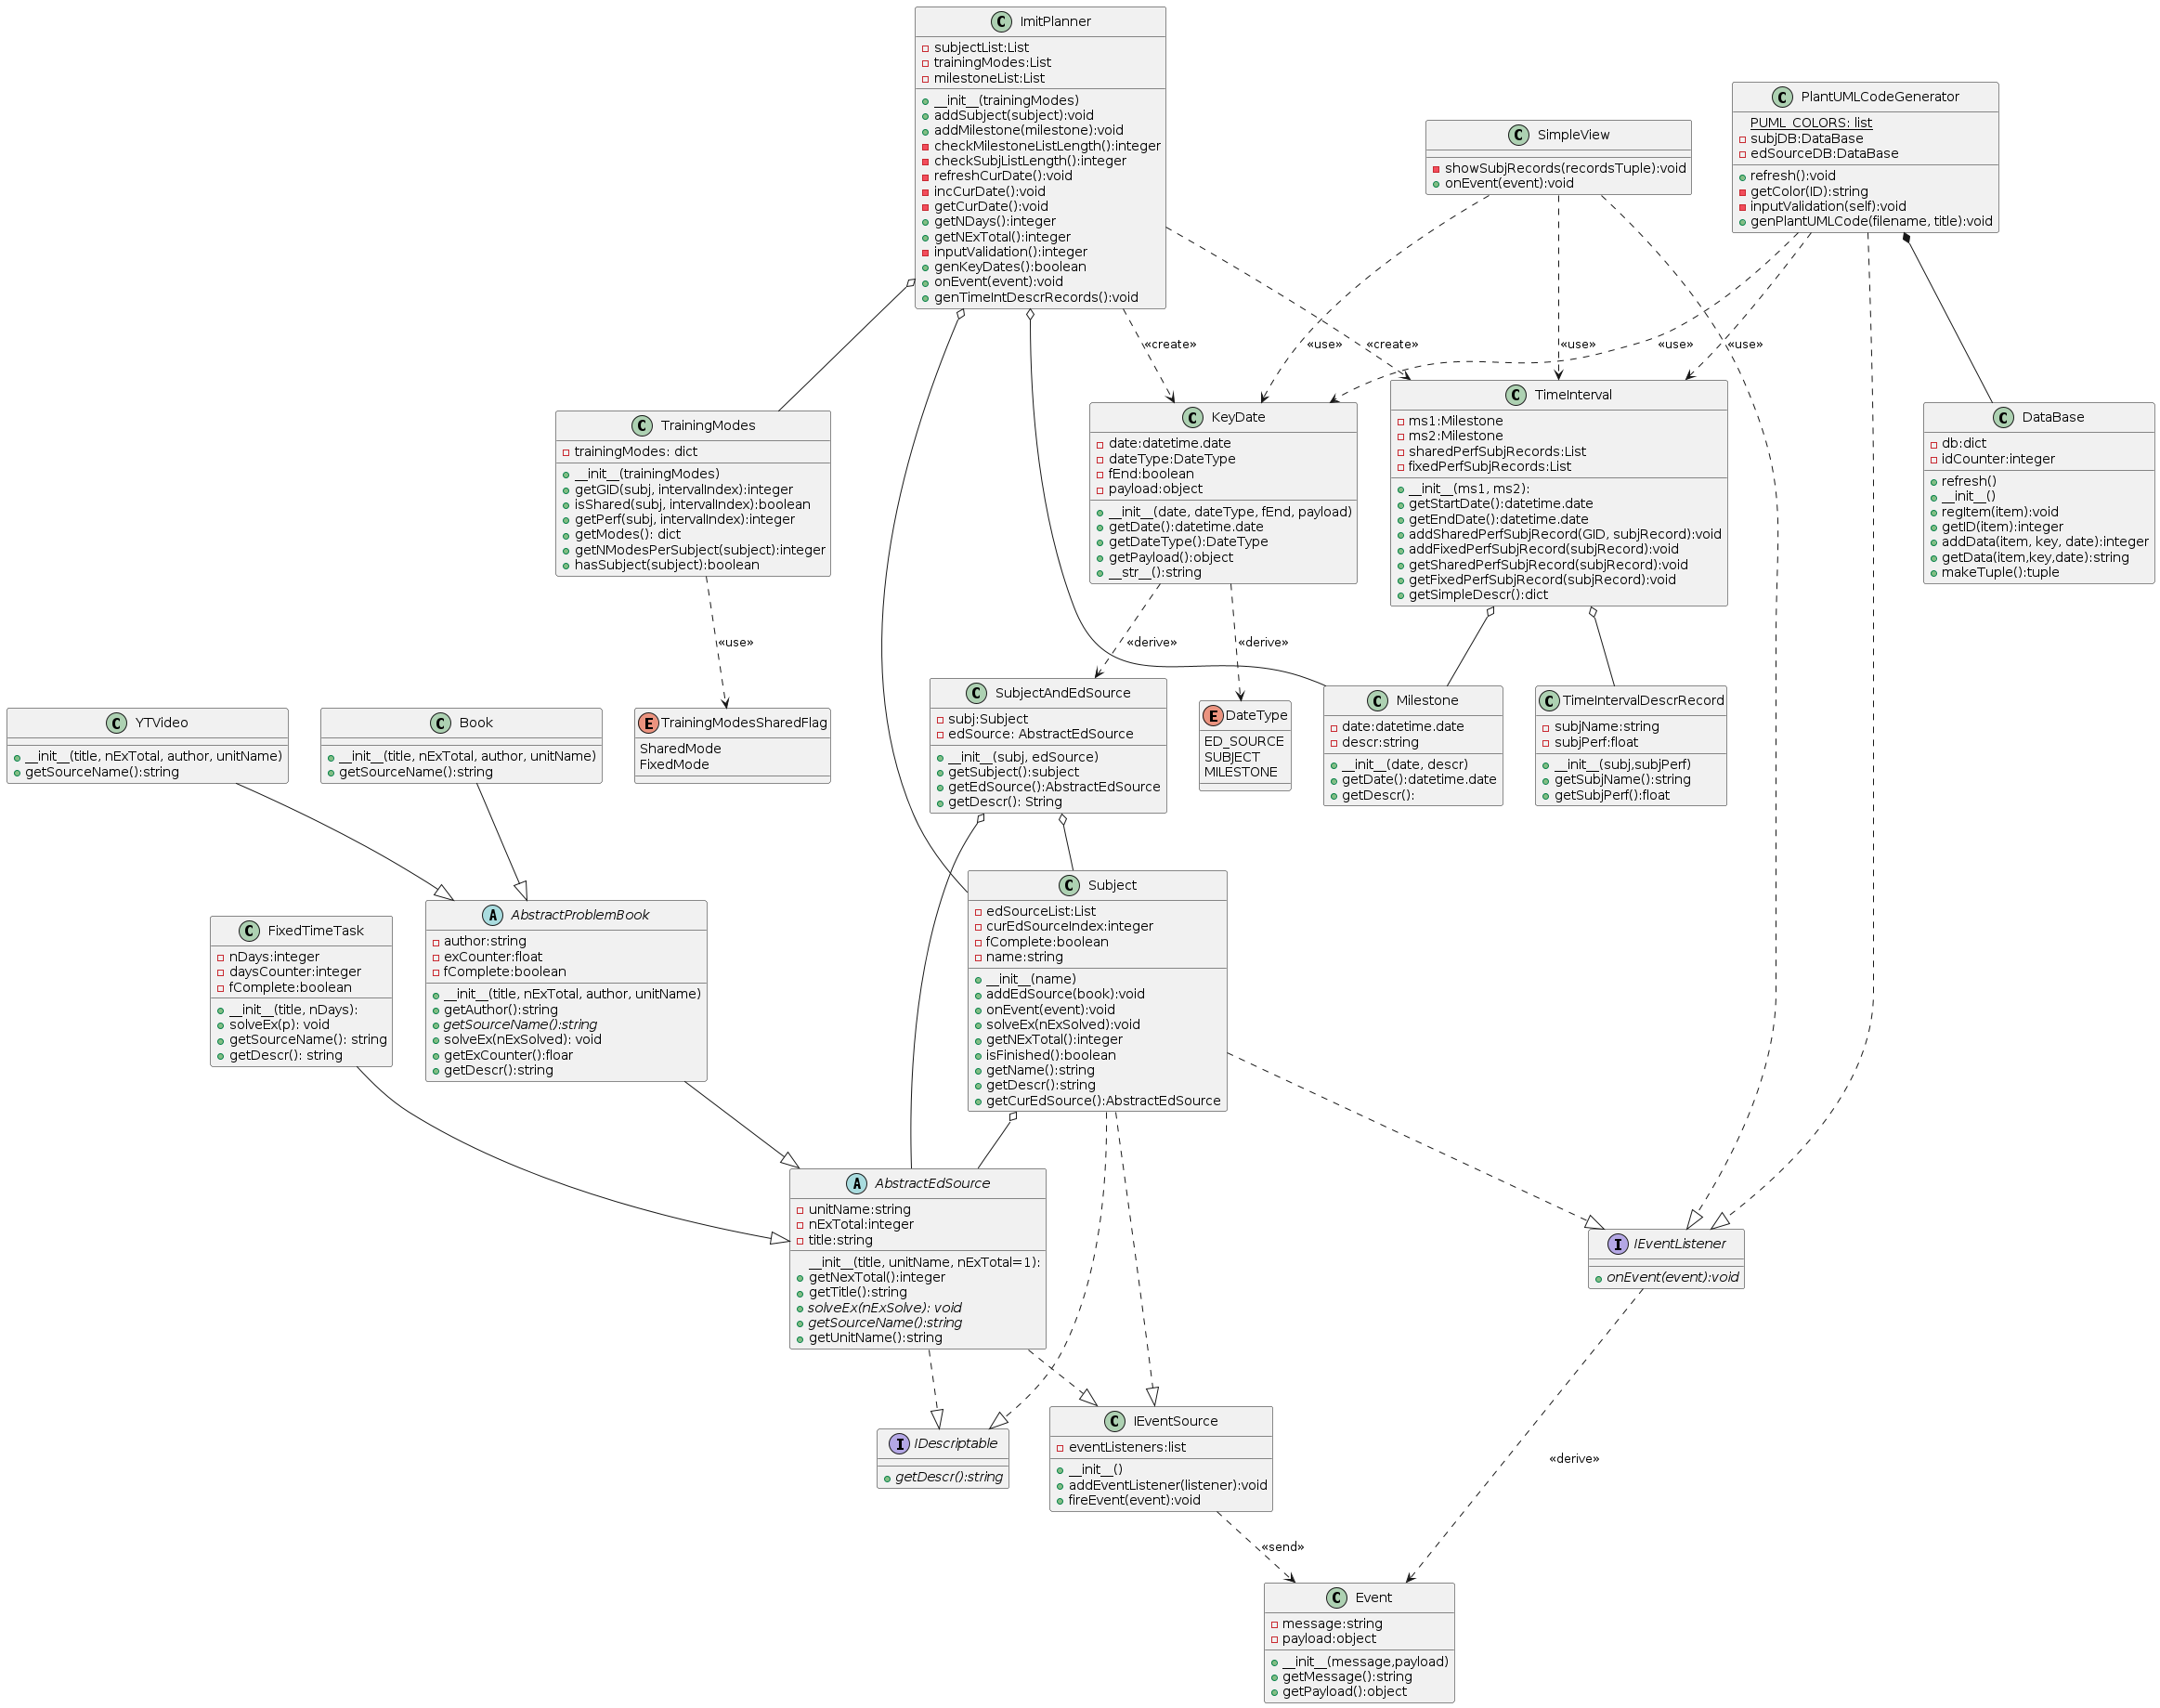 ImitPlanner
subjectList:List
trainingModes:List
milestoneList:List
__init__(trainingModes)
addSubject(subject):void
addMilestone(milestone):void
checkMilestoneListLength():integer
checkSubjListLength():integer
refreshCurDate():void
incCurDate():void
getCurDate():void
getNDays():integer
getNExTotal():integer
inputValidation():integer
genKeyDates():boolean
onEvent(event):void
genTimeIntDescrRecords():void
SimpleView
showSubjRecords(recordsTuple):void
onEvent(event):void
PlantUMLCodeGenerator
PUML_COLORS: list
subjDB:DataBase
edSourceDB:DataBase
refresh():void
getColor(ID):string
inputValidation(self):void
genPlantUMLCode(filename, title):void
«create»
«use»
«create»
«use»
«use»
«use»
TrainingModes
trainingModes: dict
__init__(trainingModes)
getGID(subj, intervalIndex):integer
isShared(subj, intervalIndex):boolean
getPerf(subj, intervalIndex):integer
getModes(): dict
getNModesPerSubject(subject):integer
hasSubject(subject):boolean
KeyDate
date:datetime.date
dateType:DateType
fEnd:boolean
payload:object
__init__(date, dateType, fEnd, payload)
getDate():datetime.date
getDateType():DateType
getPayload():object
__str__():string
TimeInterval
ms1:Milestone
ms2:Milestone
sharedPerfSubjRecords:List
fixedPerfSubjRecords:List
__init__(ms1, ms2):
getStartDate():datetime.date
getEndDate():datetime.date
addSharedPerfSubjRecord(GID, subjRecord):void
addFixedPerfSubjRecord(subjRecord):void
getSharedPerfSubjRecord(subjRecord):void
getFixedPerfSubjRecord(subjRecord):void
getSimpleDescr():dict
DataBase
db:dict
idCounter:integer
refresh()
__init__()
regItem(item):void
getID(item):integer
addData(item, key, date):integer
getData(item,key,date):string
makeTuple():tuple
«use»
«derive»
«derive»
YTVideo
__init__(title, nExTotal, author, unitName)
getSourceName():string
Book
__init__(title, nExTotal, author, unitName)
getSourceName():string
TrainingModesSharedFlag
SharedMode
FixedMode
SubjectAndEdSource
subj:Subject
edSource: AbstractEdSource
__init__(subj, edSource)
getSubject():subject
getEdSource():AbstractEdSource
getDescr(): String
DateType
ED_SOURCE
SUBJECT
MILESTONE
Milestone
date:datetime.date
descr:string
__init__(date, descr)
getDate():datetime.date
getDescr():
TimeIntervalDescrRecord
subjName:string
subjPerf:float
__init__(subj,subjPerf)
getSubjName():string
getSubjPerf():float
FixedTimeTask
nDays:integer
daysCounter:integer
fComplete:boolean
__init__(title, nDays):
solveEx(p): void
getSourceName(): string
getDescr(): string
AbstractProblemBook
author:string
exCounter:float
fComplete:boolean
__init__(title, nExTotal, author, unitName)
getAuthor():string
getSourceName():string
solveEx(nExSolved): void
getExCounter():floar
getDescr():string
Subject
edSourceList:List
curEdSourceIndex:integer
fComplete:boolean
name:string
__init__(name)
addEdSource(book):void
onEvent(event):void
solveEx(nExSolved):void
getNExTotal():integer
isFinished():boolean
getName():string
getDescr():string
getCurEdSource():AbstractEdSource
AbstractEdSource
unitName:string
nExTotal:integer
title:string
__init__(title, unitName, nExTotal=1):
getNexTotal():integer
getTitle():string
solveEx(nExSolve): void
getSourceName():string
getUnitName():string
IEventListener
onEvent(event):void
IDescriptable
getDescr():string
IEventSource
eventListeners:list
__init__()
addEventListener(listener):void
fireEvent(event):void
«derive»
«send»
Event
message:string
payload:object
__init__(message,payload)
getMessage():string
getPayload():object